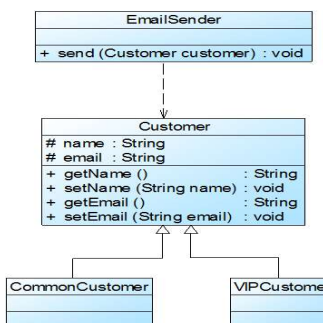 EmailSender
+ send (Customer customer) : void
Customer
# name : String
# email : String
+ getName () : String
+ setName (String name) : void
+ getEmail () : String
+ setEmail (String email) : void
CommonCustomer
VIPCustome